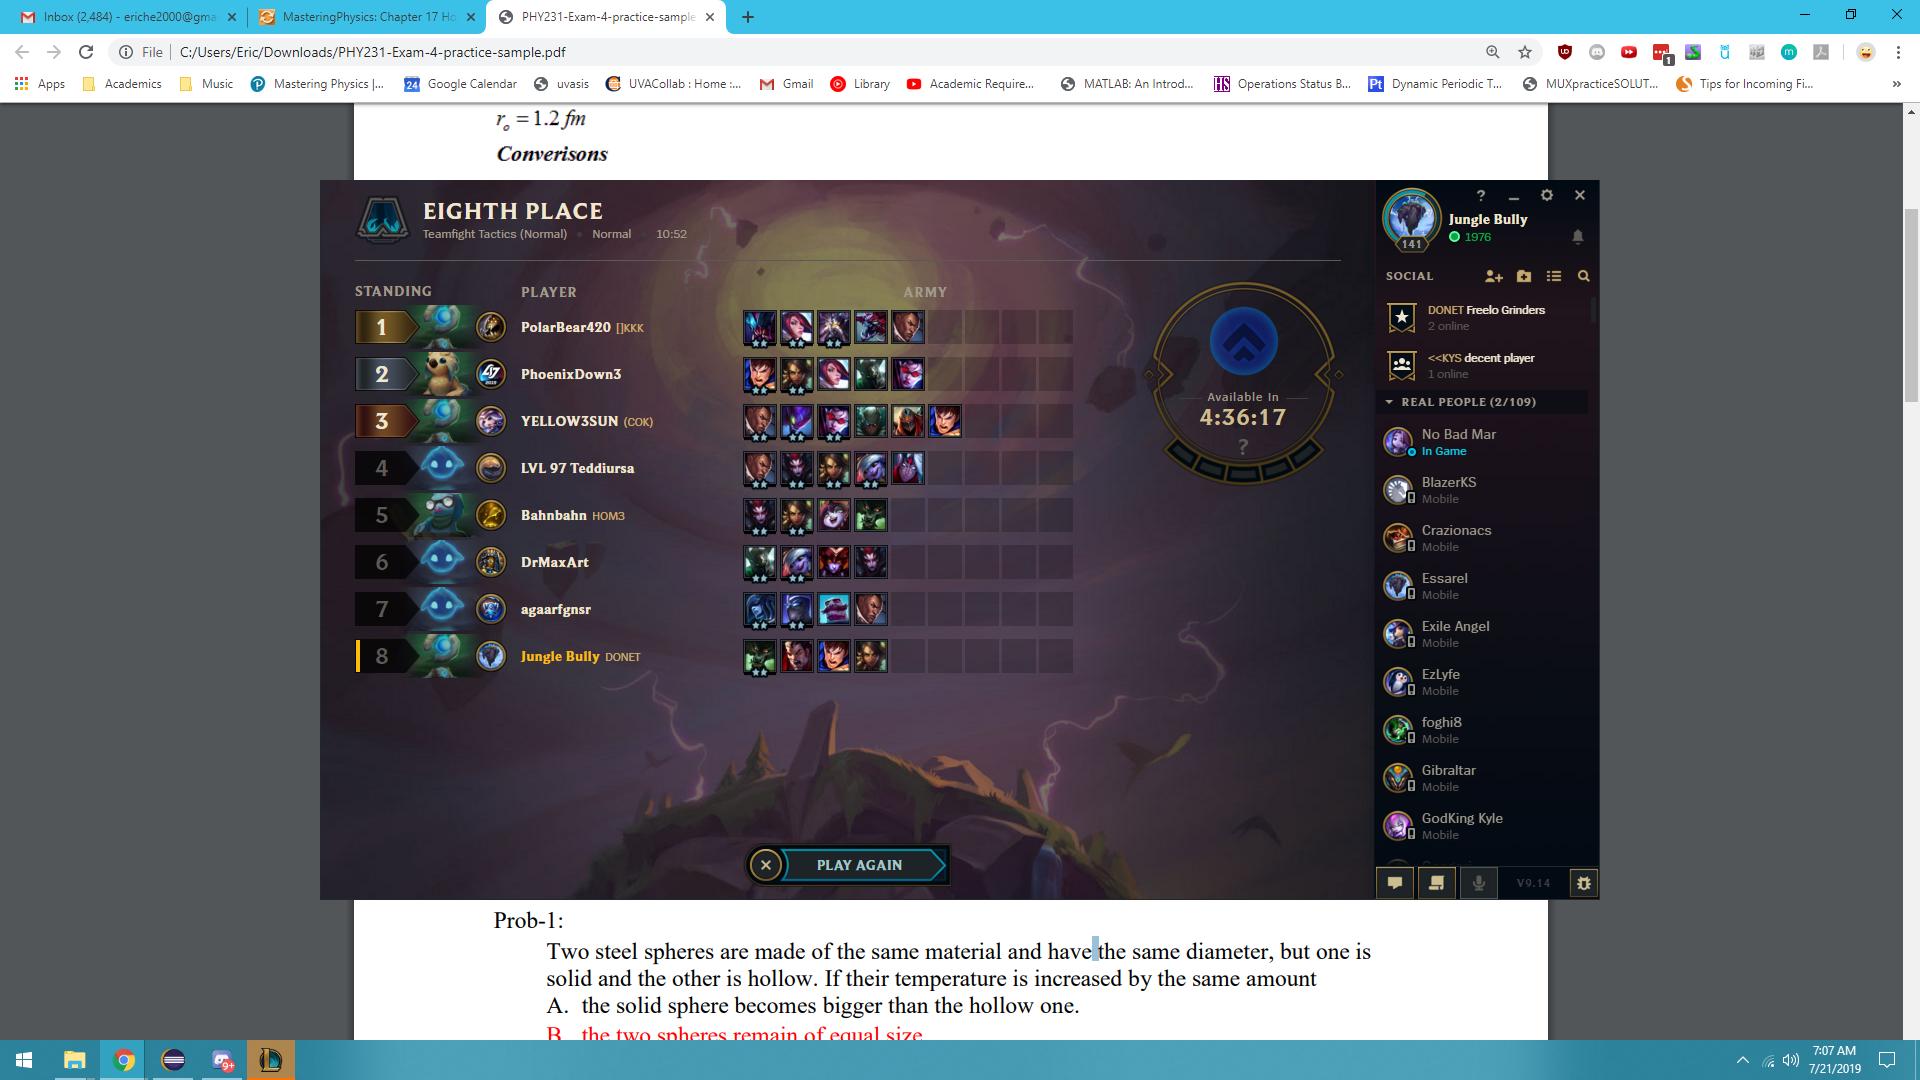 Inbox (2,484) - eriche2000@gma
MasteringPhysics: Chapter 17 Ho
PHY231-Exam-4-practice-sample
File | C:/Users/Eric/Downloads/PHY231-Exam-4-practice-sample.pdf
1
Apps
Academics
Music
Mastering Physics |...
24 Google Calendar
uvasis
UVACollab : Home :...
Gmail
Library
Academic Require...
MATLAB: An Introd...
HS Operations Status B...
Pt Dynamic Periodic T...
MUXpracticeSOLUT...
Tips for Incoming Fi...
»
r_o = 1.2 fm
Converisons
EIGHTH PLACE
Teamfight Tactics (Normal) • Normal • 10:52
STANDING PLAYER ARMY
1 PolarBear420 []KKK
2 PhoenixDown3
3 YELLOW3SUN (COK)
4 LVL 97 Teddiursa
5 Bahnbahn HOM3
6 DrMaxArt
7 agaarfgnsr
8 Jungle Bully DONET
Available In
4:36:17
?
PLAY AGAIN
?
Jungle Bully
1976
141
SOCIAL
DONET Freelo Grinders
2 online
<<KYS decent player
1 online
REAL PEOPLE (2/109)
No Bad Mar
In Game
BlazerKS
Mobile
Crazionacs
Mobile
Essarel
Mobile
Exile Angel
Mobile
EzLyfe
Mobile
foghi8
Mobile
Gibraltar
Mobile
GodKing Kyle
Mobile
V9.14
Prob-1:
Two steel spheres are made of the same material and have the same diameter, but one is
solid and the other is hollow. If their temperature is increased by the same amount
A. the solid sphere becomes bigger than the hollow one.
B. the two spheres remain of equal size
9+
7:07 AM
7/21/2019